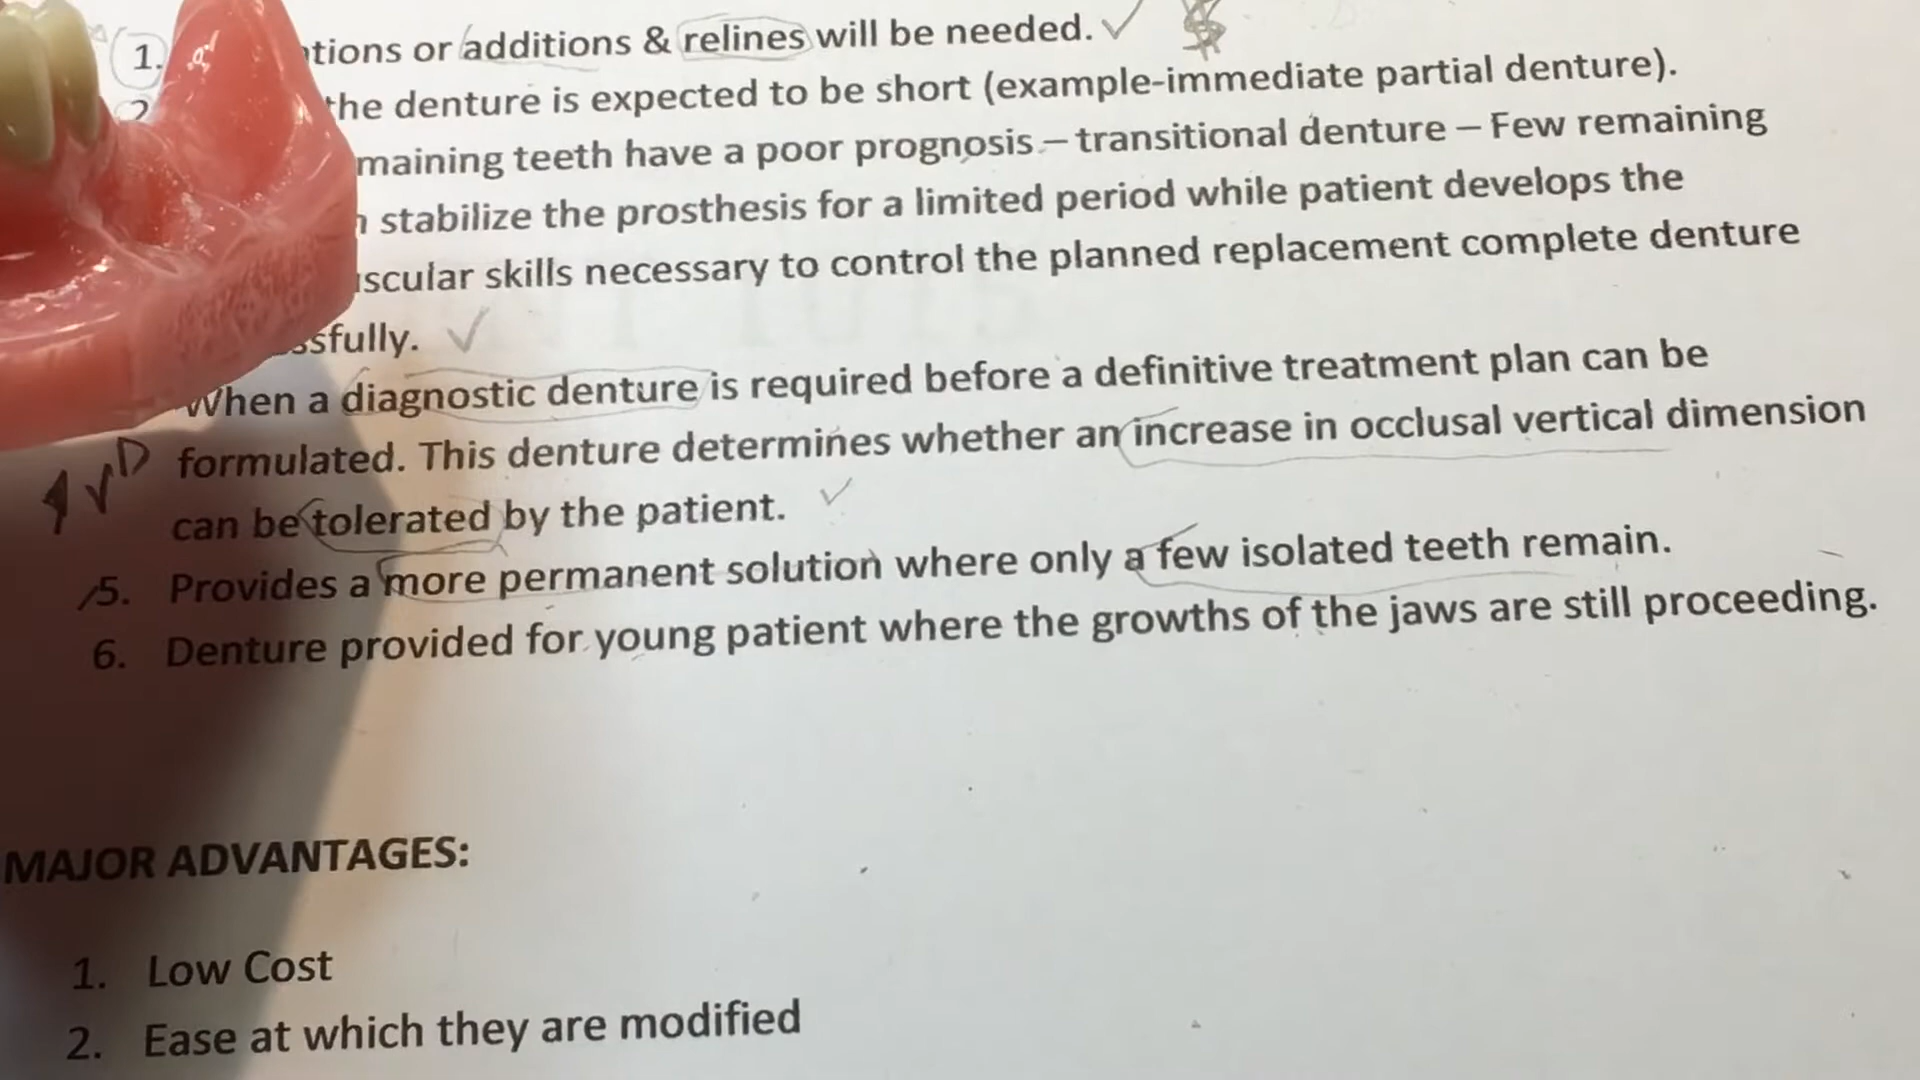 1. tions or additions & relines will be needed. ✓ $
2 the denture is expected to be short (example-immediate partial denture).
maining teeth have a poor prognosis – transitional denture – Few remaining
stabilize the prosthesis for a limited period while patient develops the
scular skills necessary to control the planned replacement complete denture
sfully. ✓
When a diagnostic denture is required before a definitive treatment plan can be
formulated. This denture determines whether an increase in occlusal vertical dimension
can be tolerated by the patient. ✓
5. Provides a more permanent solution where only a few isolated teeth remain.
6. Denture provided for young patient where the growths of the jaws are still proceeding.
MAJOR ADVANTAGES:
1. Low Cost
2. Ease at which they are modified